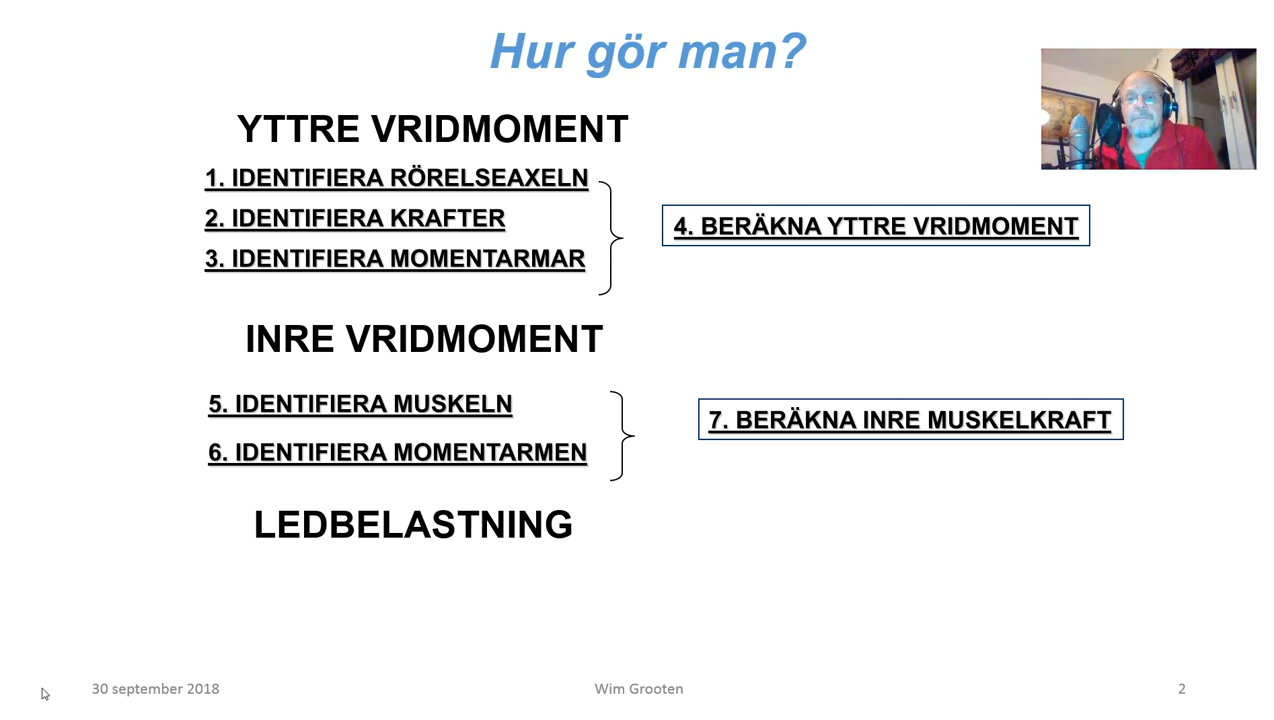 Hur gör man?
YTTRE VRIDMOMENT
1. IDENTIFIERA RÖRELSEAXELN
2. IDENTIFIERA KRAFTER
3. IDENTIFIERA MOMENTARMAR
4. BERÄKNA YTTRE VRIDMOMENT
INRE VRIDMOMENT
5. IDENTIFIERA MUSKELN
6. IDENTIFIERA MOMENTARMEN
7. BERÄKNA INRE MUSKELKRAFT
LEDBELASTNING
30 september 2018
Wim Grooten
2